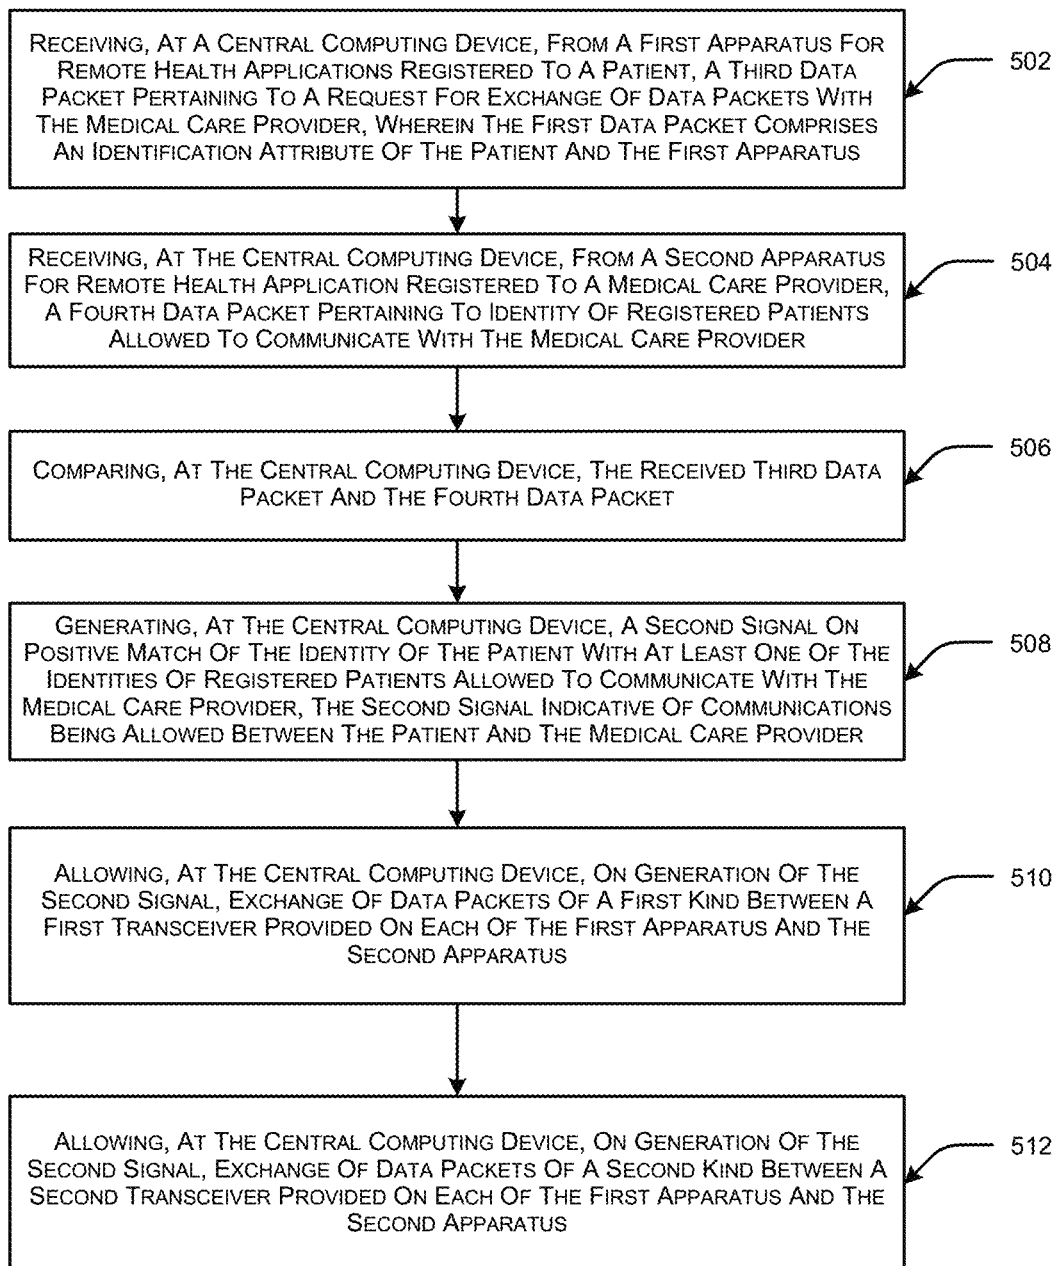 RECEIVING, AT A CENTRAL COMPUTING DEVICE, FROM A FIRST APPARATUS FOR
REMOTE HEALTH APPLICATIONS REGISTERED TO A PATIENT, A THIRD DATA
PACKET PERTAINING TO A REQUEST FOR EXCHANGE OF DATA PACKETS WITH
THE MEDICAL CARE PROVIDER, WHEREIN THE FIRST DATA PACKET COMPRISES
AN IDENTIFICATION ATTRIBUTE OF THE PATIENT AND THE FIRST APPARATUS
502
RECEIVING, AT THE CENTRAL COMPUTING DEVICE, FROM A SECOND APPARATUS
FOR REMOTE HEALTH APPLICATION REGISTERED TO A MEDICAL CARE PROVIDER,
A FOURTH DATA PACKET PERTAINING TO IDENTITY OF REGISTERED PATIENTS
ALLOWED TO COMMUNICATE WITH THE MEDICAL CARE PROVIDER
504
COMPARING, AT THE CENTRAL COMPUTING DEVICE, THE RECEIVED THIRD DATA
PACKET AND THE FOURTH DATA PACKET
506
GENERATING, AT THE CENTRAL COMPUTING DEVICE, A SECOND SIGNAL ON
POSITIVE MATCH OF THE IDENTITY OF THE PATIENT WITH AT LEAST ONE OF THE
IDENTITIES OF REGISTERED PATIENTS ALLOWED TO COMMUNICATE WITH THE
MEDICAL CARE PROVIDER, THE SECOND SIGNAL INDICATIVE OF COMMUNICATIONS
BEING ALLOWED BETWEEN THE PATIENT AND THE MEDICAL CARE PROVIDER
508
ALLOWING, AT THE CENTRAL COMPUTING DEVICE, ON GENERATION OF THE
SECOND SIGNAL, EXCHANGE OF DATA PACKETS OF A FIRST KIND BETWEEN A
FIRST TRANSCEIVER PROVIDED ON EACH OF THE FIRST APPARATUS AND THE
SECOND APPARATUS
510
ALLOWING, AT THE CENTRAL COMPUTING DEVICE, ON GENERATION OF THE
SECOND SIGNAL, EXCHANGE OF DATA PACKETS OF A SECOND KIND BETWEEN A
SECOND TRANSCEIVER PROVIDED ON EACH OF THE FIRST APPARATUS AND THE
SECOND APPARATUS
512